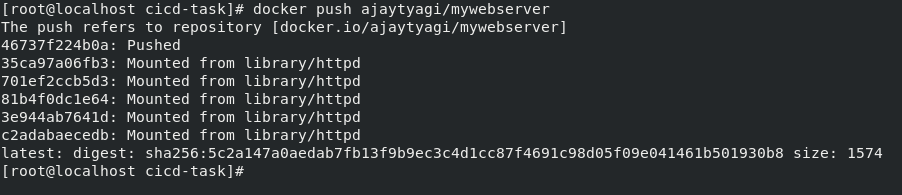 [root@localhost cicd-task]# docker push ajaytyagi/mywebserver
The push refers to repository [docker.io/ajaytyagi/mywebserver]
46737f224b0a: Pushed
35ca97a06fb3: Mounted from library/httpd
701ef2ccb5d3: Mounted from library/httpd
81b4f0dc1e64: Mounted from library/httpd
3e944ab7641d: Mounted from library/httpd
c2adabaecedb: Mounted from library/httpd
latest: digest: sha256:5c2a147a0aedab7fb13f9b9ec3c4d1cc87f4691c98d05f09e041461b501930b8 size: 1574
[root@localhost cicd-task]#